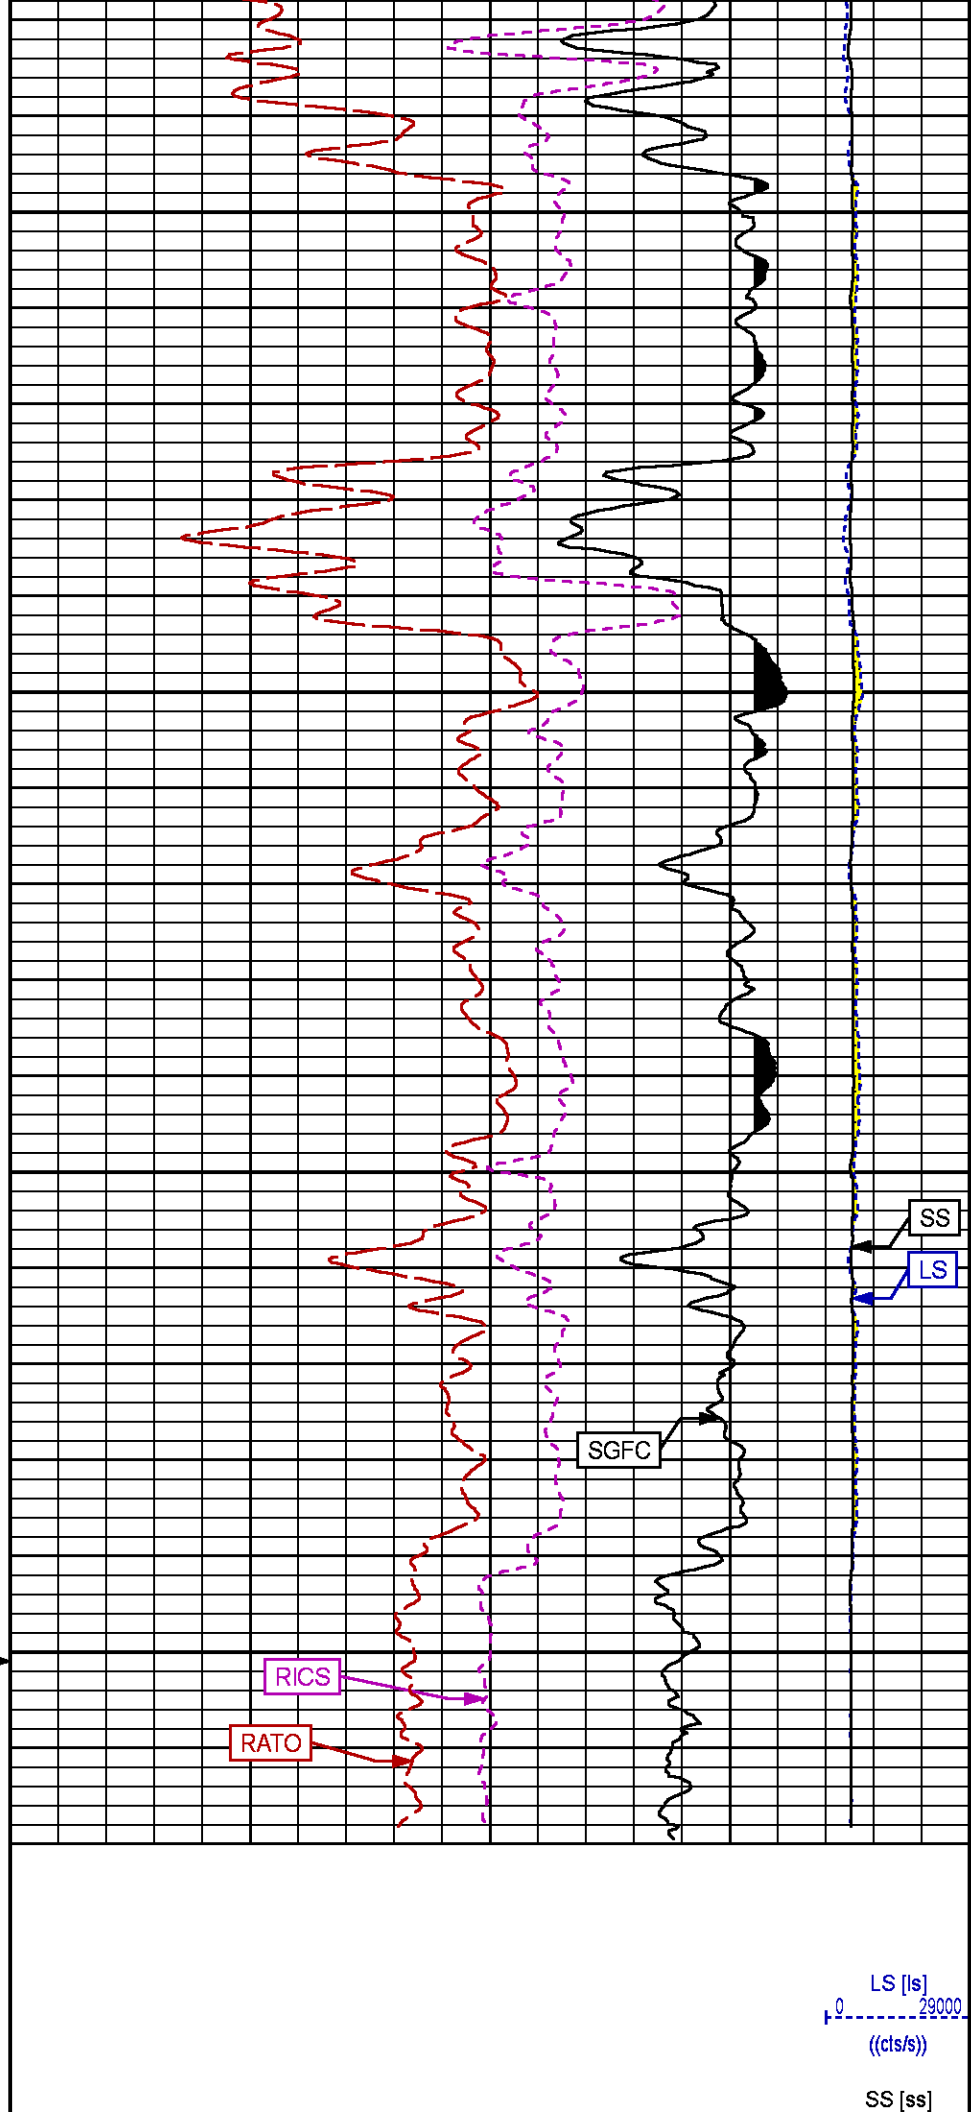 SS
LS
SGFC
RICS
RATO
LS [ls]
0 29000
((cts/s))
SS [ss]